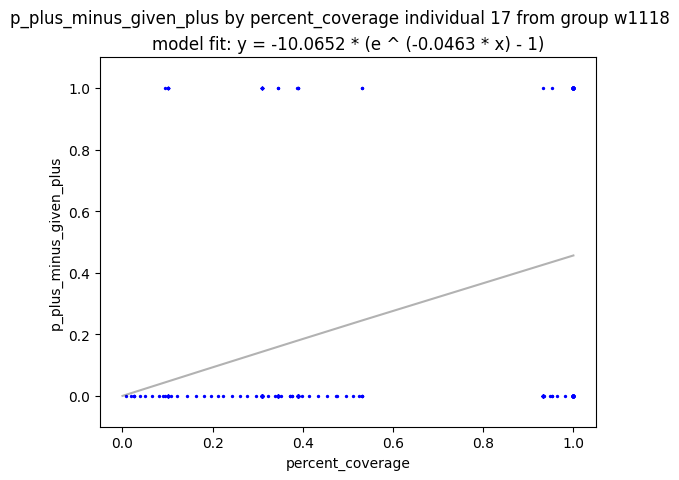 p_plus_minus_given_plus by percent_coverage individual 17 from group w1118
model fit: y = -10.0652 * (e ^ (-0.0463 * x) - 1)
1.0
0.8
0.6
0.4
0.2
0.0
p_plus_minus_given_plus
0.0 0.2 0.4 0.6 0.8 1.0
percent_coverage